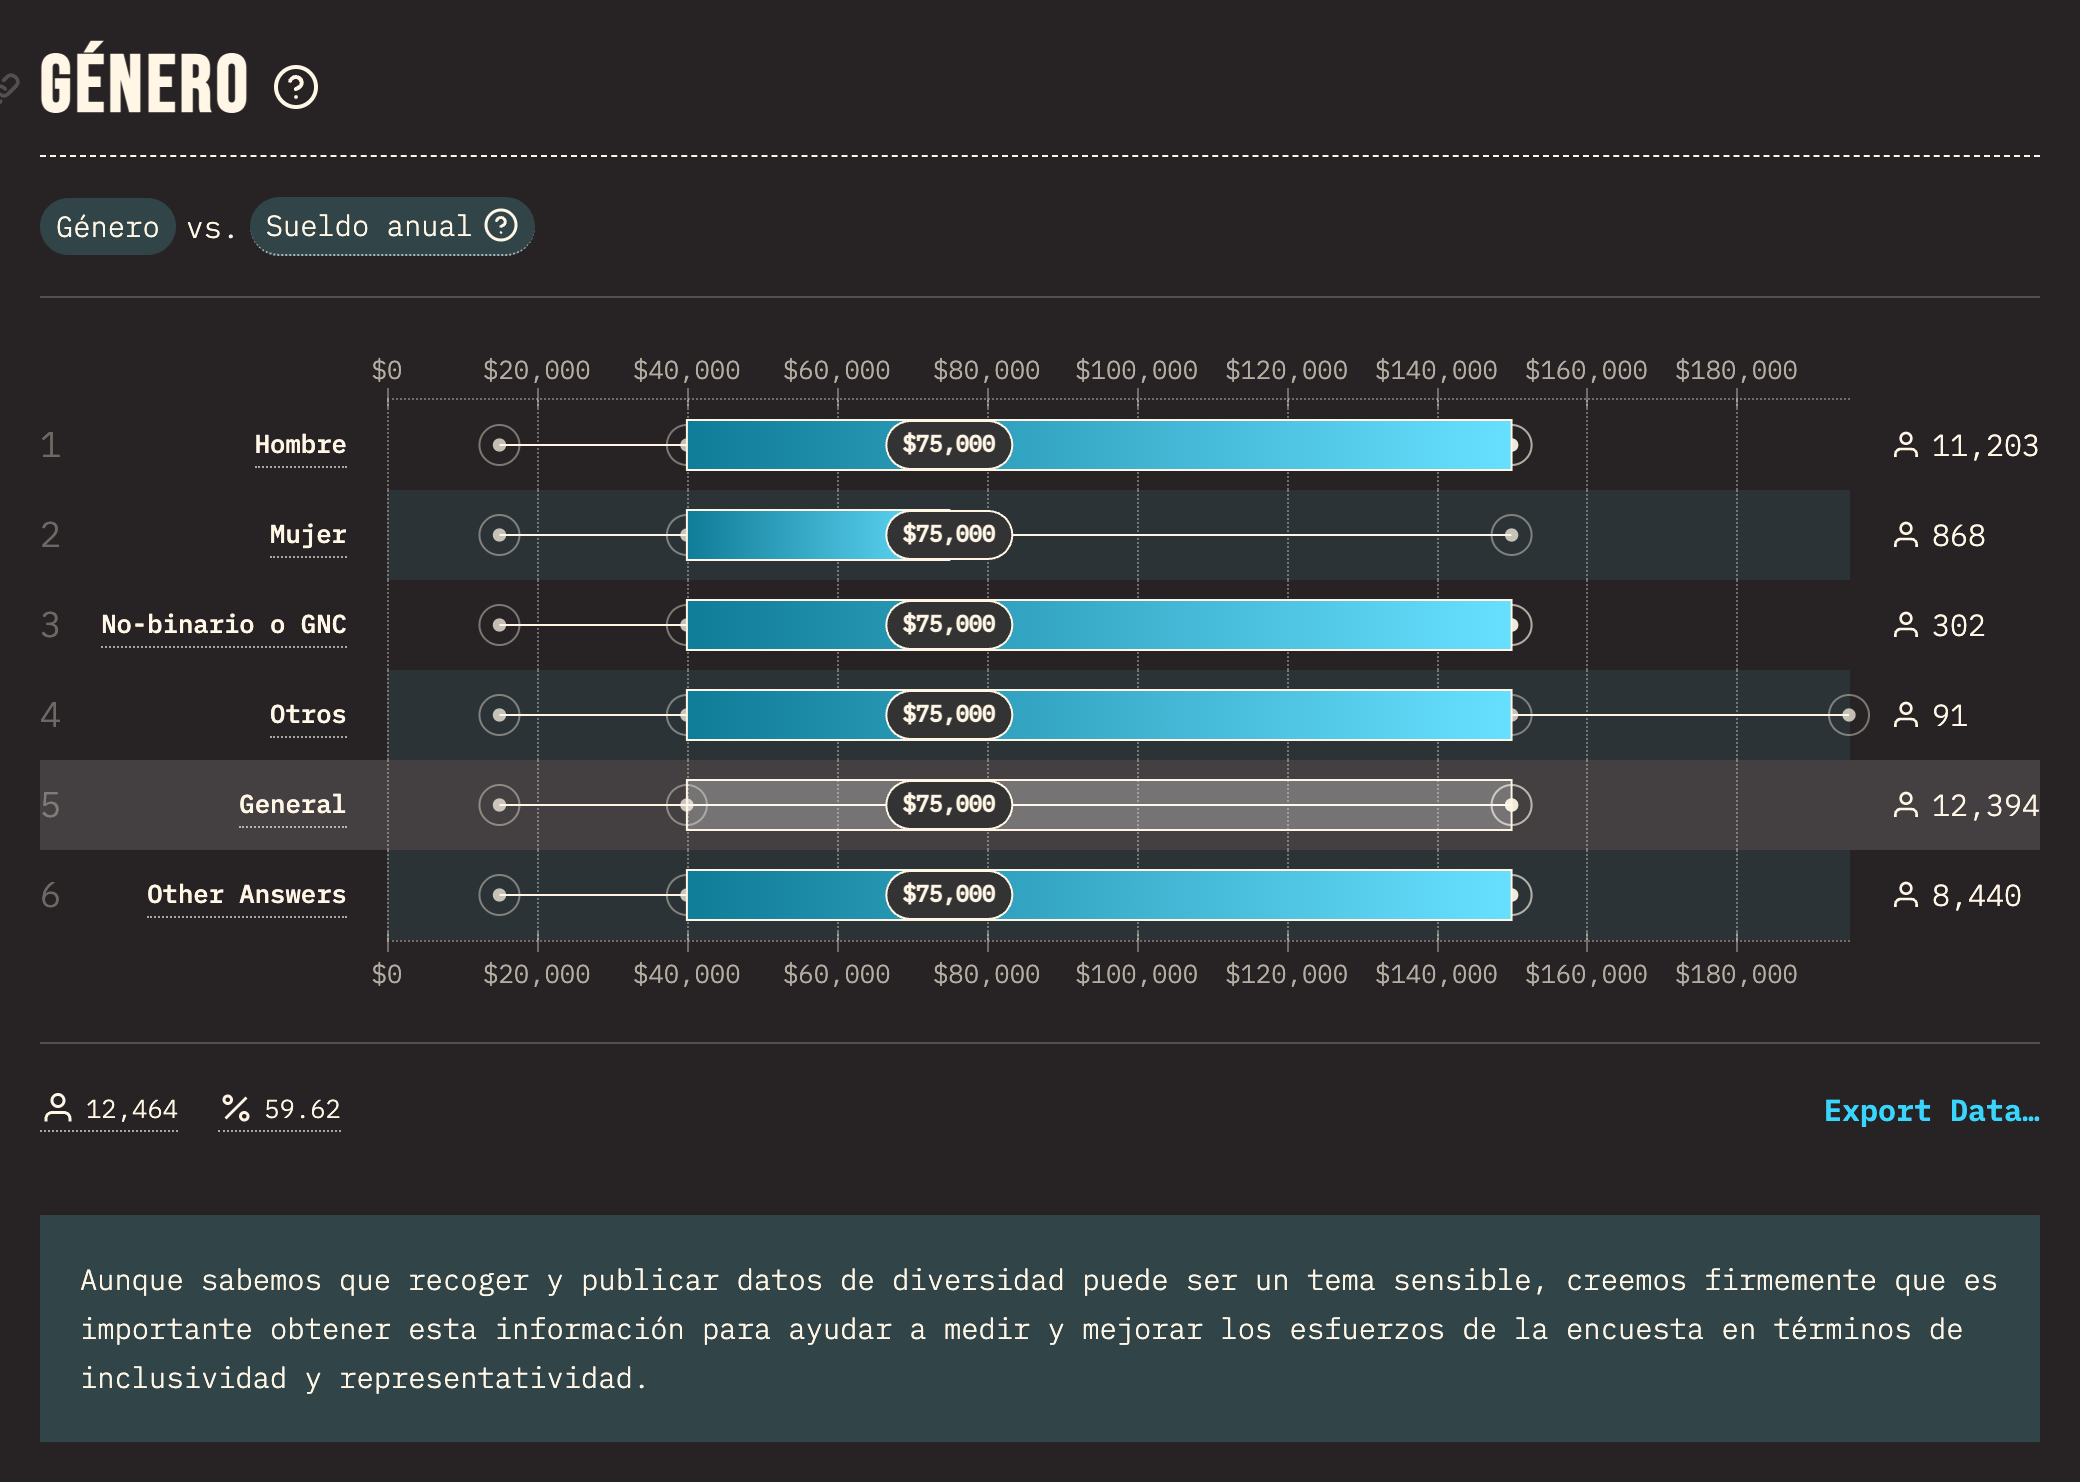 GÉNERO
Género vs. Sueldo anual
$0 $20,000 $40,000 $60,000 $80,000 $100,000 $120,000 $140,000 $160,000 $180,000
1 Hombre $75,000 11,203
2 Mujer $75,000 868
3 No-binario o GNC $75,000 302
4 Otros $75,000 91
5 General $75,000 12,394
6 Other Answers $75,000 8,440
$0 $20,000 $40,000 $60,000 $80,000 $100,000 $120,000 $140,000 $160,000 $180,000
12,464 % 59.62 Export Data…
Aunque sabemos que recoger y publicar datos de diversidad puede ser un tema sensible, creemos firmemente que es
importante obtener esta información para ayudar a medir y mejorar los esfuerzos de la encuesta en términos de
inclusividad y representatividad.